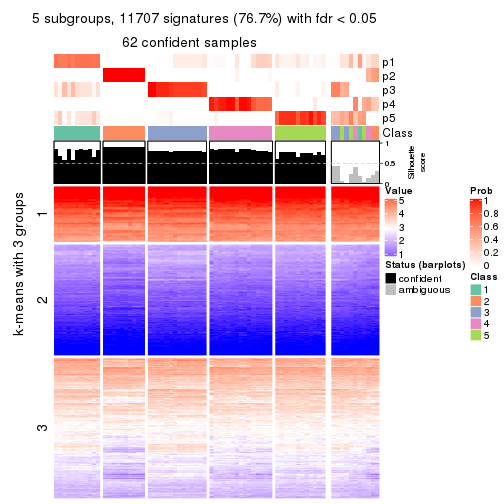 5 subgroups, 11707 signatures (76.7%) with fdr < 0.05
62 confident samples
p1
p2
p3
p4
p5
Class
1
0.5
0
Silhouette
score
k-means with 3 groups
1
2
3
Value
5
4
3
2
1
Status (barplots)
confident
ambiguous
Prob
1
0.8
0.6
0.4
0.2
0
Class
1
2
3
4
5